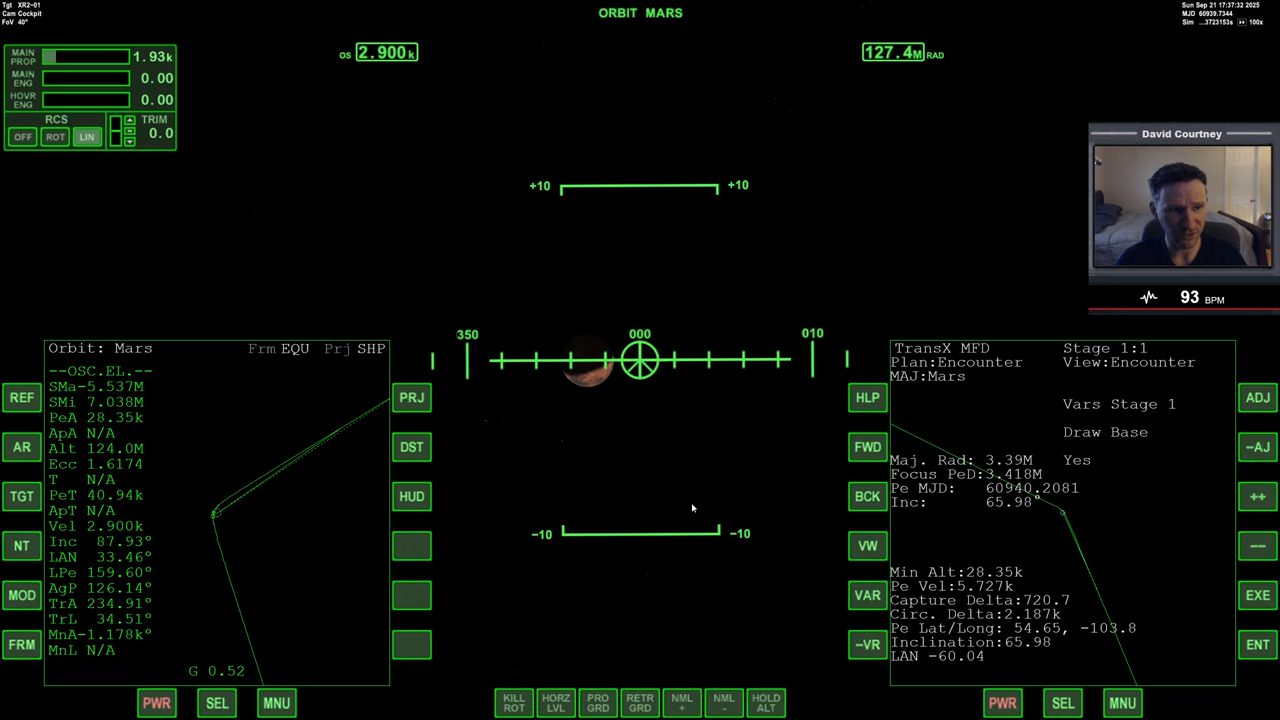 Tgt XR2-01
Cam Cockpit
FoV 40°
ORBIT MARS
Sun Sep 21 17:37:32 2025
MJD 60939.7344
Sim ...3723153s 100x
MAIN PROP 1.93k
MAIN ENG 0.00
HOVR ENG 0.00
RCS TRIM
OFF ROT LIN 0.0
OS 2.900k
127.4M RAD
David Courtney
93 BPM
+10 +10
350 000 010
-10 -10
Orbit: Mars Frm EQU Prj SHP
--OSC.EL.--
SMa-5.537M
SMi 7.038M
PeA 28.35k
ApA N/A
Alt 124.0M
Ecc 1.6174
T N/A
PeT 40.94k
ApT N/A
Vel 2.900k
Inc 87.93°
LAN 33.46°
LPe 159.60°
AgP 126.14°
TrA 234.91°
TrL 34.51°
MnA-1.178k°
MnL N/A
G 0.52
REF
AR
TGT
NT
MOD
FRM
PRJ
DST
HUD
PWR SEL MNU
KILL ROT
HORZ LVL
PRO GRD
RETR GRD
NML +
NML -
HOLD ALT
TransX MFD Stage 1:1
Plan:Encounter View:Encounter
MAJ:Mars
Vars Stage 1
Draw Base
Maj. Rad: 3.39M Yes
Focus PeD:3.418M
Pe MJD: 60940.2081
Inc: 65.98
Min Alt:28.35k
Pe Vel:5.727k
Capture Delta:720.7
Circ. Delta:2.187k
Pe Lat/Long: 54.65, -103.8
Inclination:65.98
LAN -60.04
HLP
FWD
BCK
VW
VAR
-VR
ADJ
-AJ
++
--
EXE
ENT
PWR SEL MNU